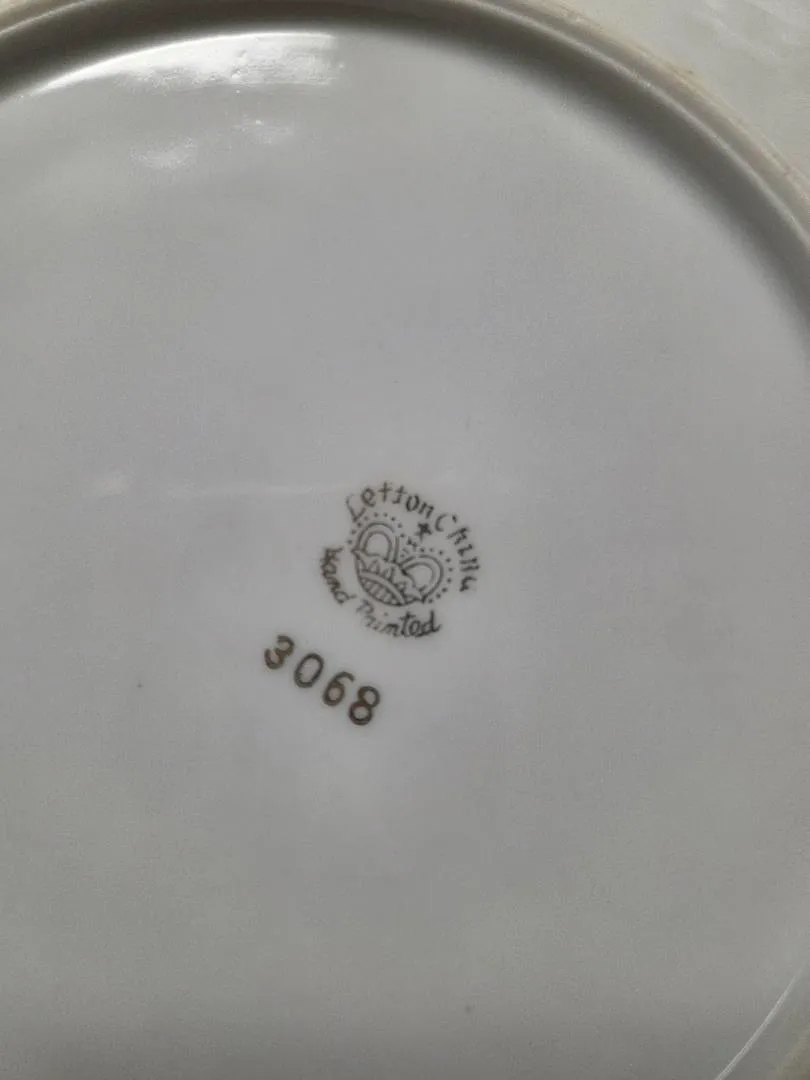 Lefton China
Hand Painted
3068